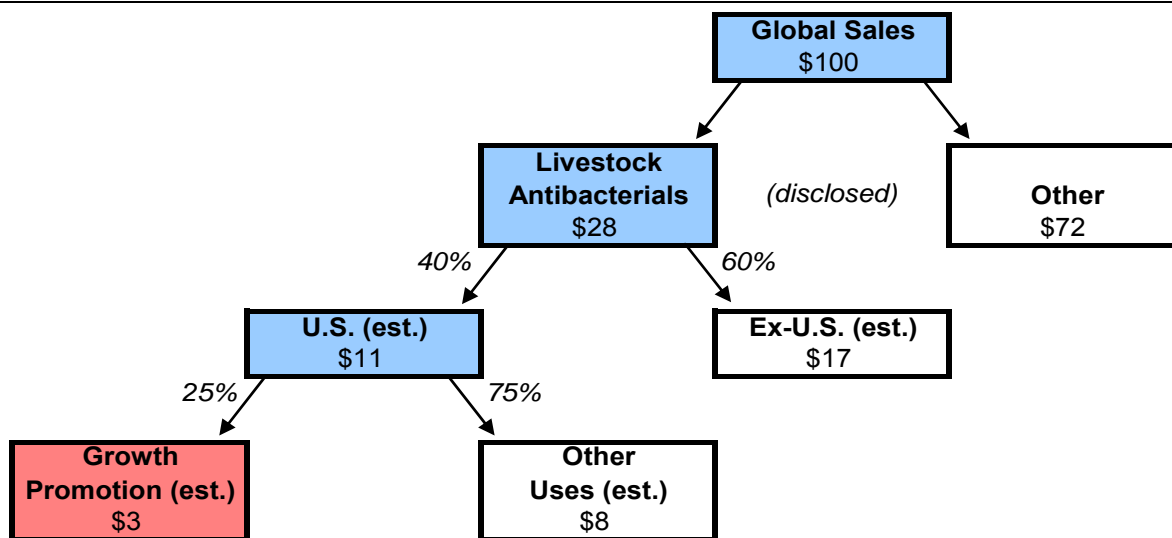 Global Sales
$100
Livestock
Antibacterials
$28
(disclosed)
Other
$72
40%
60%
U.S. (est.)
$11
Ex-U.S. (est.)
$17
25%
75%
Growth
Promotion (est.)
$3
Other
Uses (est.)
$8